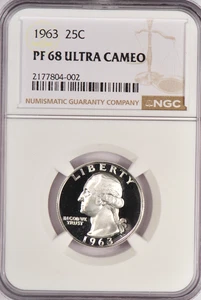 1963 25C
PF 68 ULTRA CAMEO
2177804-002
NUMISMATIC GUARANTY COMPANY
NGC
LIBERTY
IN
GOD WE
TRUST
1963